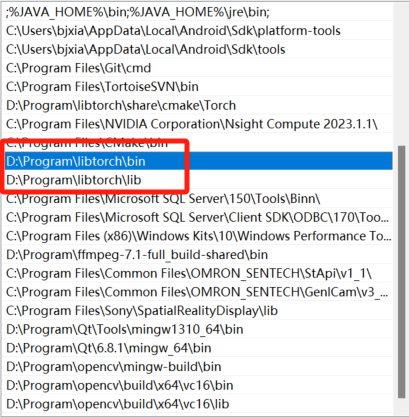 ;%JAVA_HOME%\bin;%JAVA_HOME%\jre\bin;
C:\Users\bjxia\AppData\Local\Android\Sdk\platform-tools
C:\Users\bjxia\AppData\Local\Android\Sdk\tools
C:\Program Files\Git\cmd
C:\Program Files\TortoiseSVN\bin
D:\Program\libtorch\share\cmake\Torch
C:\Program Files\NVIDIA Corporation\Nsight Compute 2023.1.1\
C:\Program Files\CMake\bin
D:\Program\libtorch\bin
D:\Program\libtorch\lib
C:\Program Files\Microsoft SQL Server\150\Tools\Binn\
C:\Program Files\Microsoft SQL Server\Client SDK\ODBC\170\Too...
C:\Program Files (x86)\Windows Kits\10\Windows Performance To...
D:\Program\ffmpeg-7.1-full_build-shared\bin
C:\Program Files\Common Files\OMRON_SENTECH\StApi\v1_1\
C:\Program Files\Common Files\OMRON_SENTECH\GenICam\v3_...
C:\Program Files\Sony\SpatialRealityDisplay\lib
D:\Program\Qt\Tools\mingw1310_64\bin
D:\Program\Qt\6.8.1\mingw_64\bin
D:\Program\opencv\mingw-build\bin
D:\Program\opencv\build\x64\vc16\bin
D:\Program\opencv\build\x64\vc16\lib